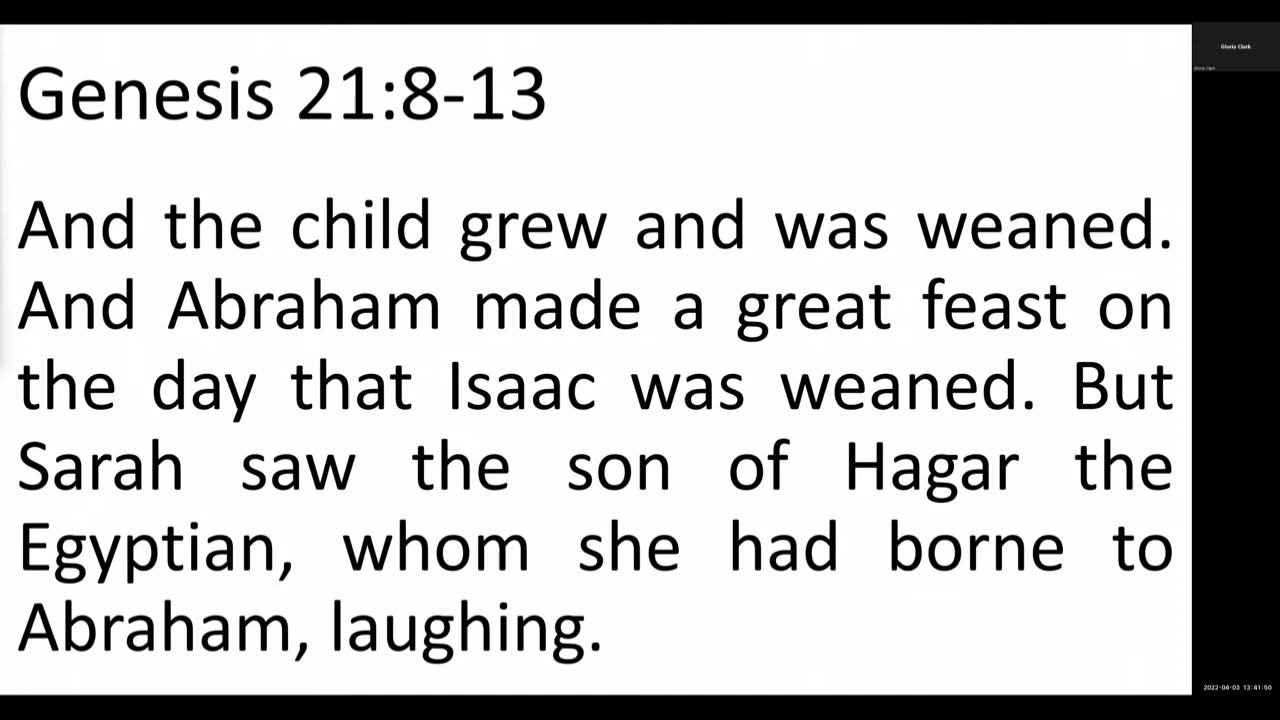 Genesis 21:8-13
And the child grew and was weaned.
And Abraham made a great feast on
the day that Isaac was weaned. But
Sarah saw the son of Hagar the
Egyptian, whom she had borne to
Abraham, laughing.
Gloria Clark
Gloria Clark
2022-04-03 13:41:50